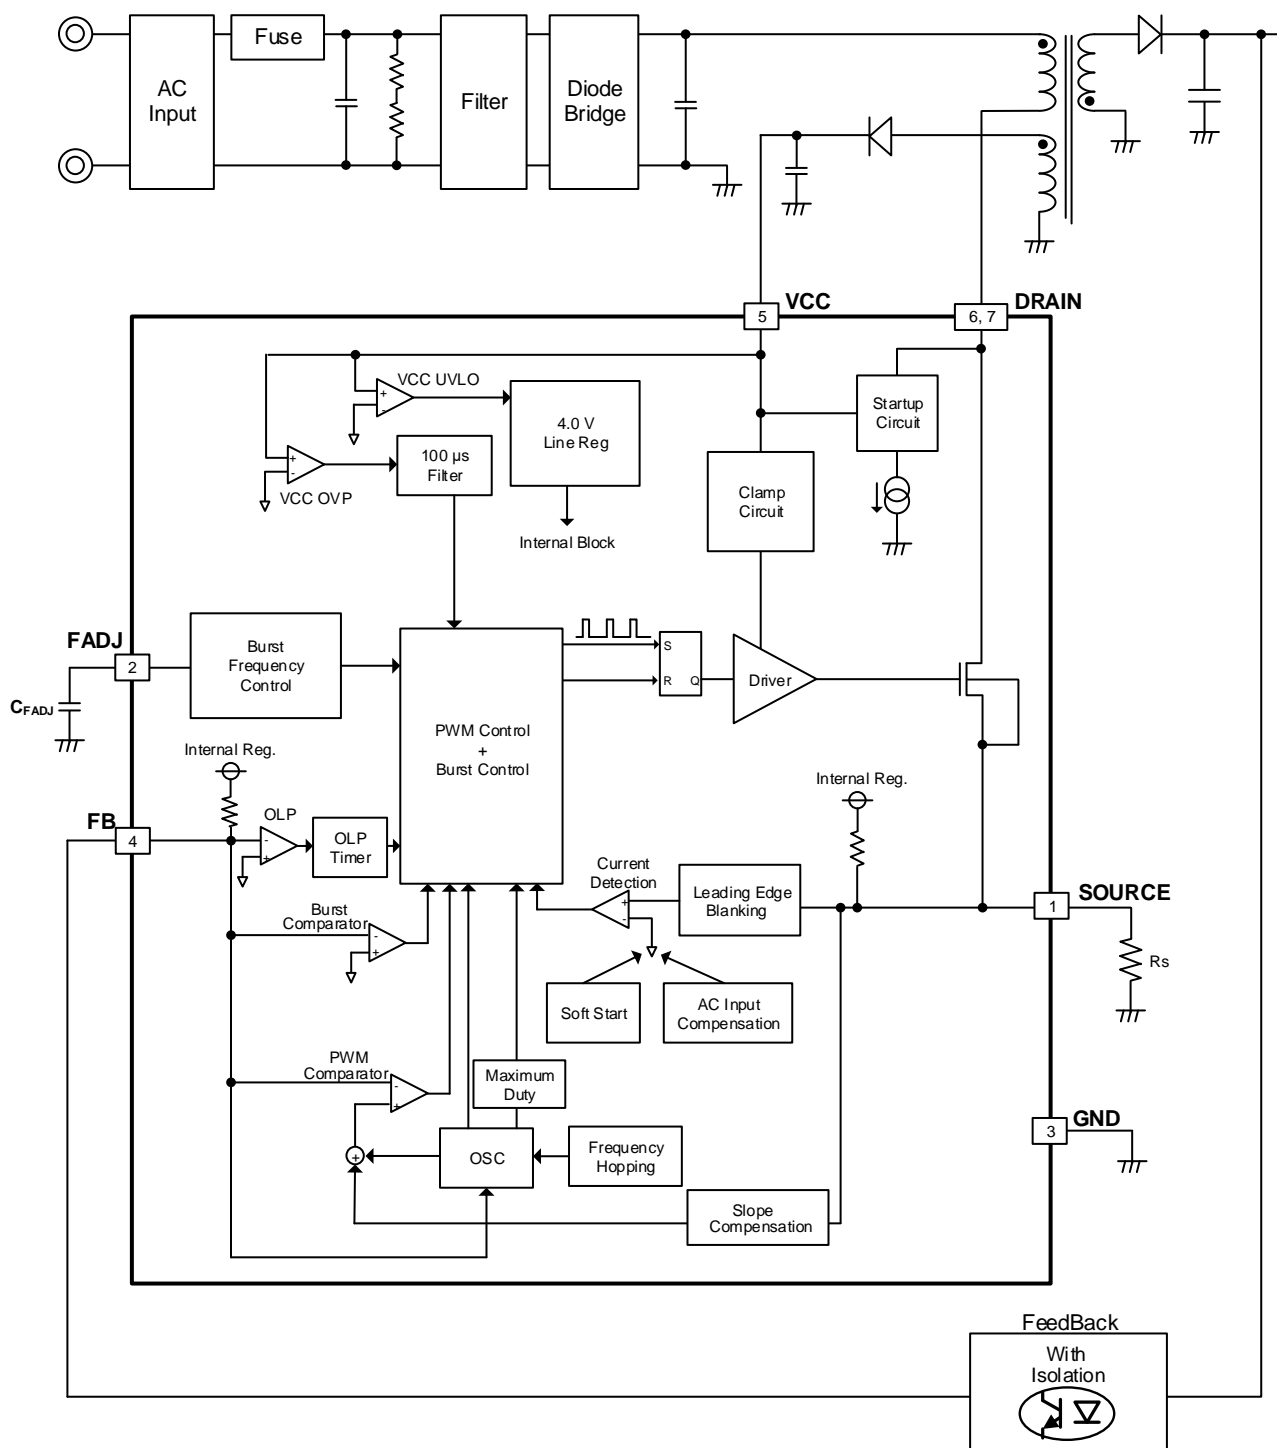 Fuse
AC
Input
Filter
Diode
Bridge
VCC
5
DRAIN
6, 7
VCC UVLO
+
-
4.0 V
Line Reg
Startup
Circuit
+
-
VCC OVP
100 µs
Filter
Clamp
Circuit
Internal Block
FADJ
2
CFADJ
Burst
Frequency
Control
PWM Control
+
Burst Control
S
R
Q
Driver
Internal Reg.
Internal Reg.
FB
4
OLP
-
+
OLP
Timer
Current
Detection
+
-
Leading Edge
Blanking
SOURCE
1
Rs
Burst
Comparator
-
+
Soft Start
AC Input
Compensation
PWM
Comparator
-
+
Maximum
Duty
GND
3
+
OSC
Frequency
Hopping
Slope
Compensation
FeedBack
With
Isolation